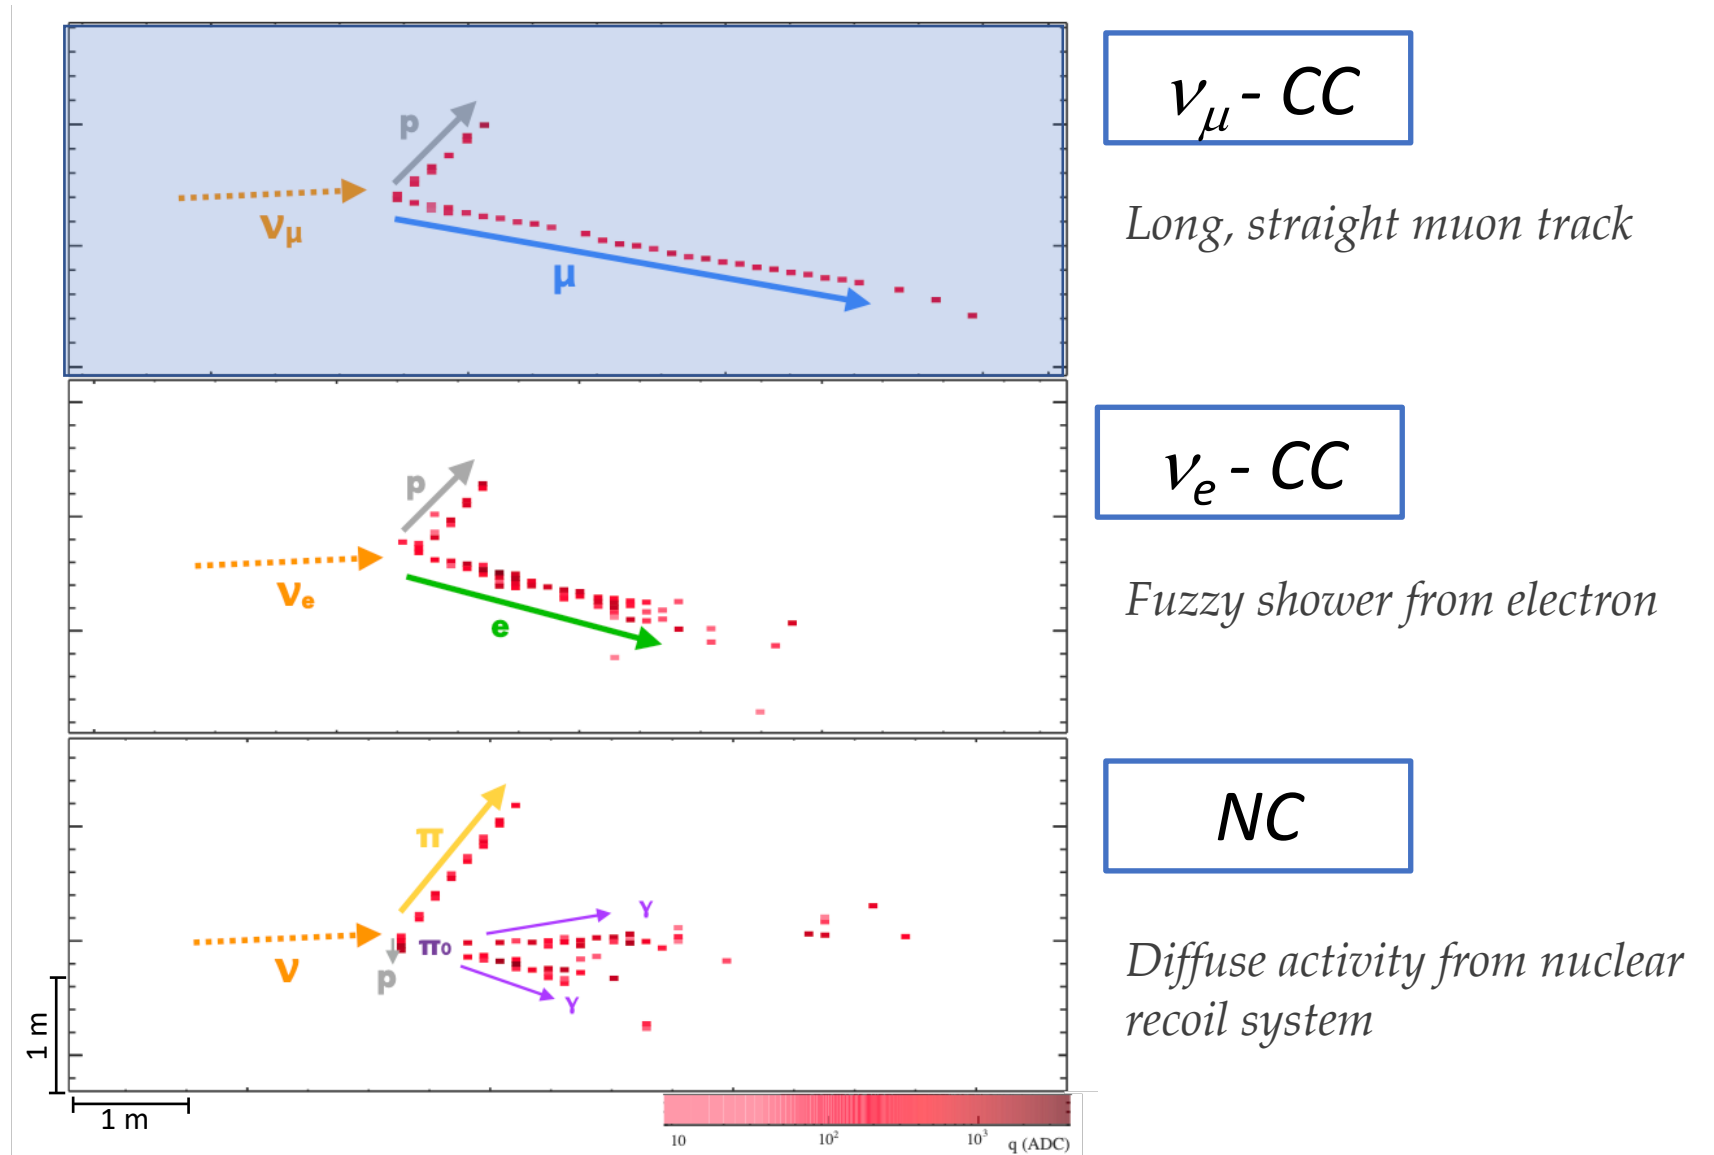 p
νμ
μ
νμ - CC
Long, straight muon track
p
νe
e
νe - CC
Fuzzy shower from electron
π
γ
ν
p
π0
γ
NC
Diffuse activity from nuclear
recoil system
1 m
1 m
10 10² 10³ q (ADC)